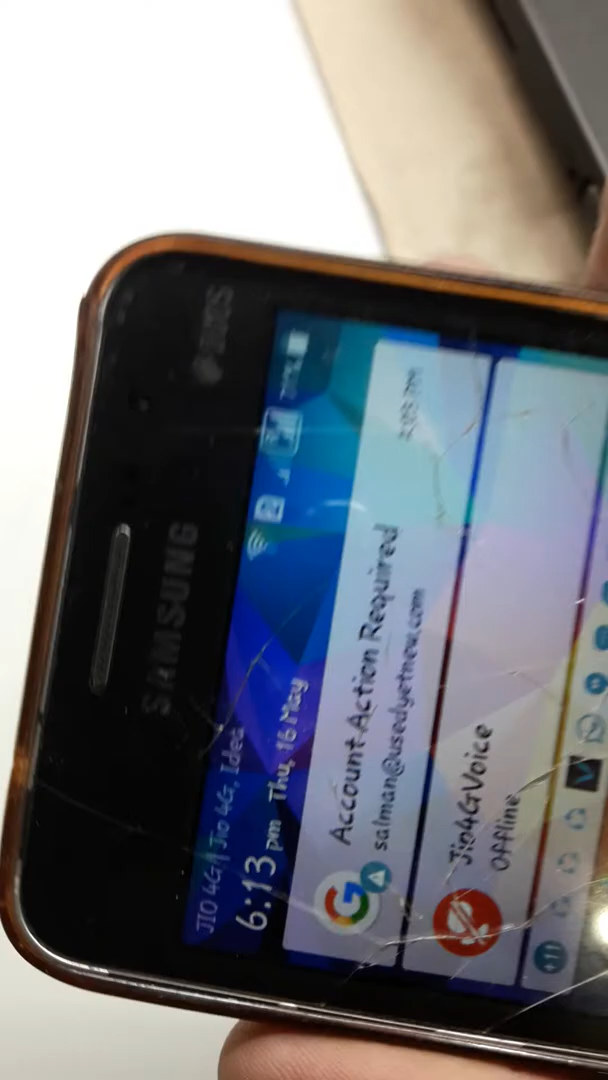 SAMSUNG
JIO 4G | Jio 4G, Idea
6:13 pm Thu, 16 May
Account Action Required
salman@usedyetnew.com
Jio4GVoice
Offline
+11